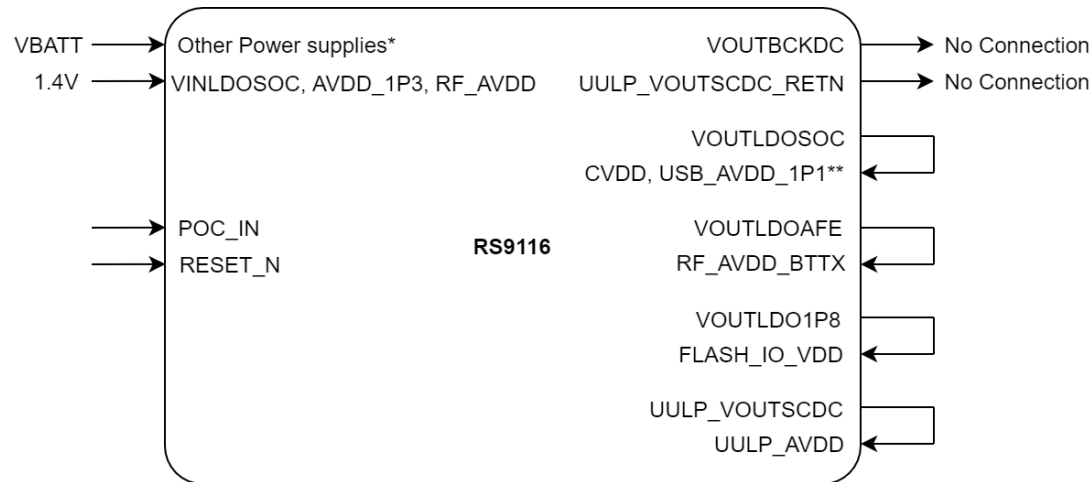 VBATT
Other Power supplies*
VOUTBCKDC
No Connection
1.4V
VINLDOSOC, AVDD_1P3, RF_AVDD
UULP_VOUTSCDC_RETN
No Connection
VOUTLDOSOC
CVDD, USB_AVDD_1P1**
POC_IN
VOUTLDOAFE
RS9116
RESET_N
RF_AVDD_BTTX
VOUTLDO1P8
FLASH_IO_VDD
UULP_VOUTSCDC
UULP_AVDD